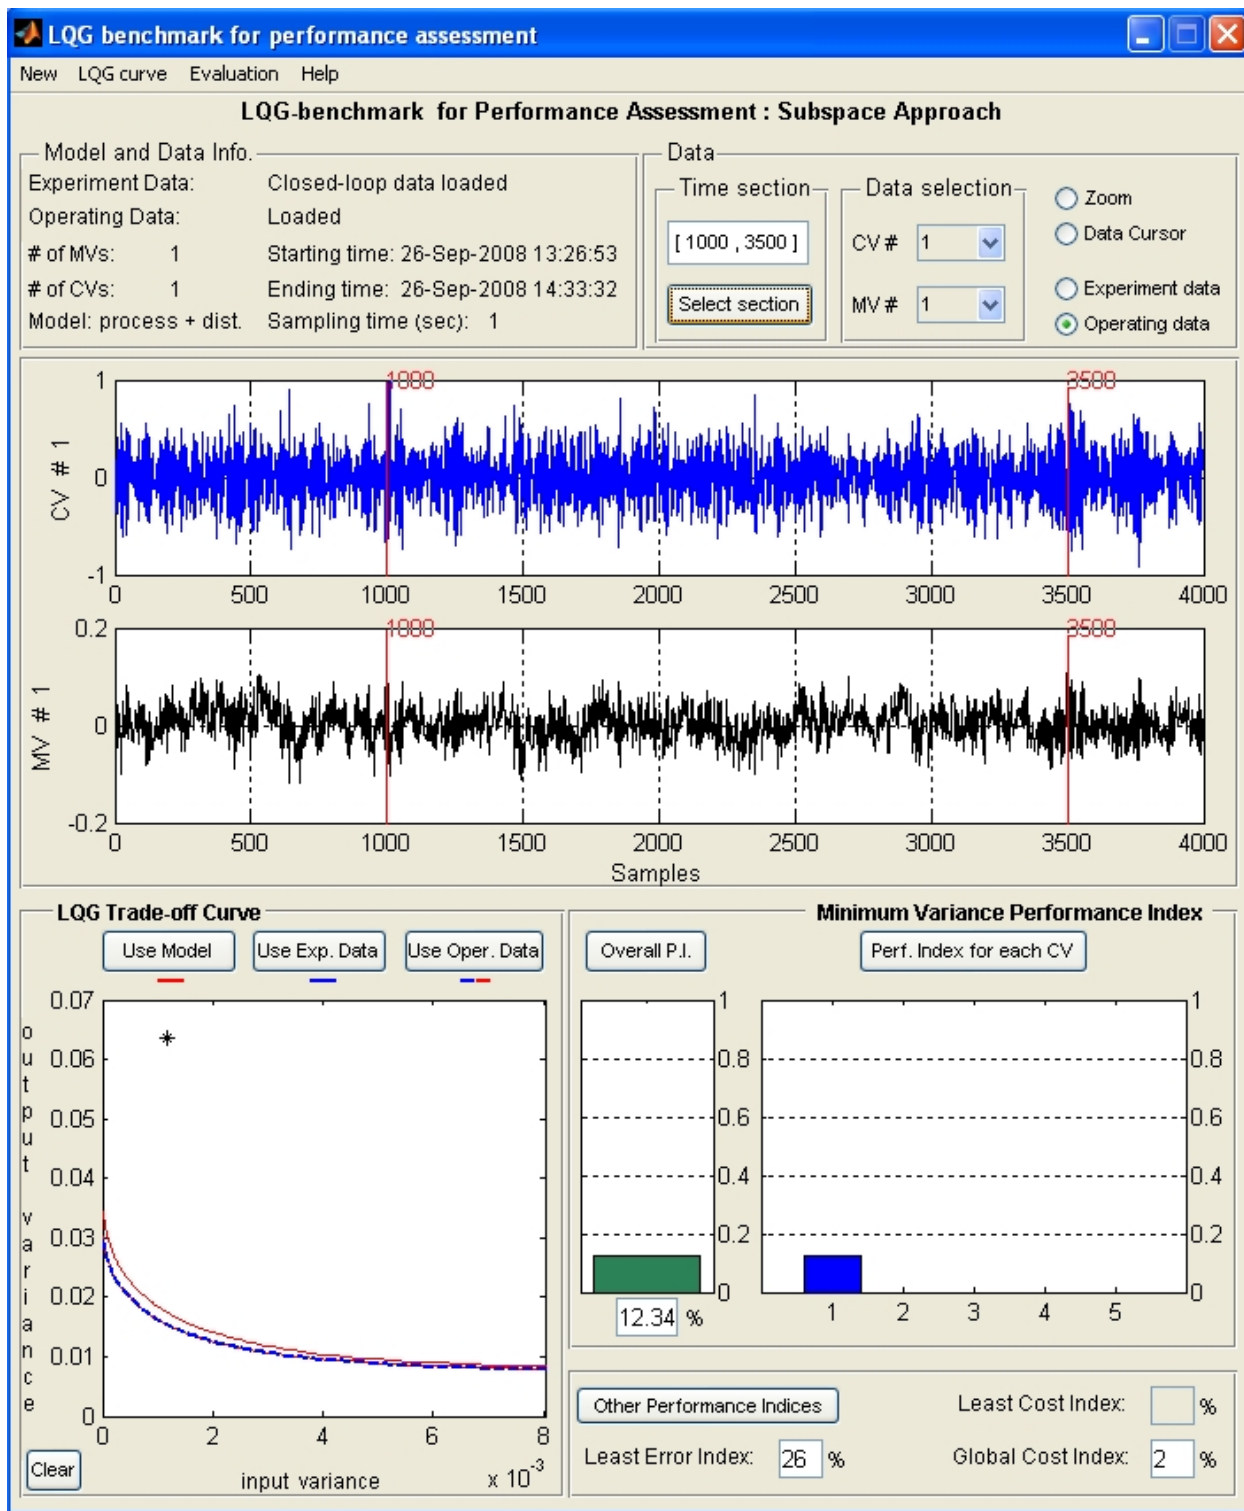 LQG benchmark for performance assessment
New LQG curve Evaluation Help
LQG-benchmark for Performance Assessment : Subspace Approach
Model and Data Info.
Experiment Data: Closed-loop data loaded
Operating Data: Loaded
# of MVs: 1 Starting time: 26-Sep-2008 13:26:53
# of CVs: 1 Ending time: 26-Sep-2008 14:33:32
Model: process + dist. Sampling time (sec): 1
Data
Time section
[ 1000 , 3500 ]
Select section
Data selection
CV # 1
MV # 1
Zoom
Data Cursor
Experiment data
Operating data
1000 3500
1
0
-1
CV # 1
0 500 1000 1500 2000 2500 3000 3500 4000
1000 3500
0.2
0
-0.2
MV # 1
0 500 1000 1500 2000 2500 3000 3500 4000
Samples
LQG Trade-off Curve
Use Model Use Exp. Data Use Oper. Data
0.07
0.06
0.05
0.04
0.03
0.02
0.01
0
output variance
0 2 4 6 8
input variance x 10-3
Clear
Minimum Variance Performance Index
Overall P.I. Perf. Index for each CV
1
0.8
0.6
0.4
0.2
0
12.34 %
1
0.8
0.6
0.4
0.2
0
1 2 3 4 5
Other Performance Indices Least Cost Index: %
Least Error Index: 26 % Global Cost Index: 2 %